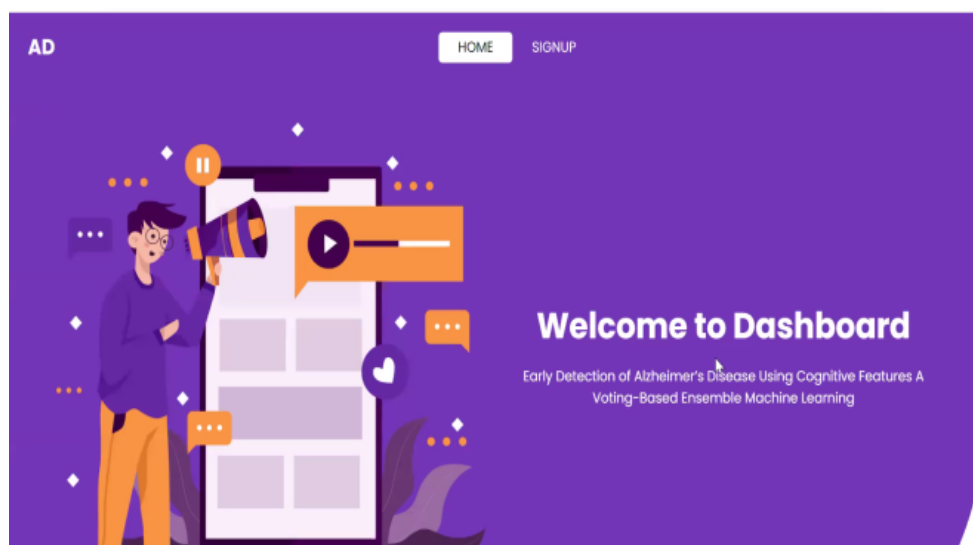 AD
HOME SIGNUP
Welcome to Dashboard
Early Detection of Alzheimer's Disease Using Cognitive Features A
Voting-Based Ensemble Machine Learning